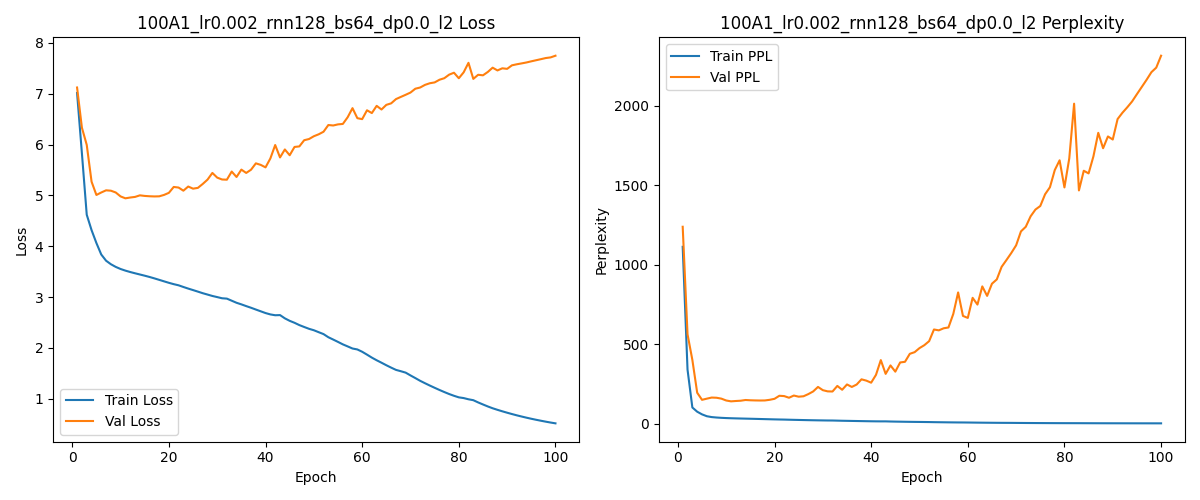 100A1_lr0.002_rnn128_bs64_dp0.0_l2 Loss
8
7
6
5
4
3
2
1
Loss
Train Loss
Val Loss
0 20 40 60 80 100
Epoch
100A1_lr0.002_rnn128_bs64_dp0.0_l2 Perplexity
Train PPL
Val PPL
2000
1500
1000
500
0
Perplexity
0 20 40 60 80 100
Epoch